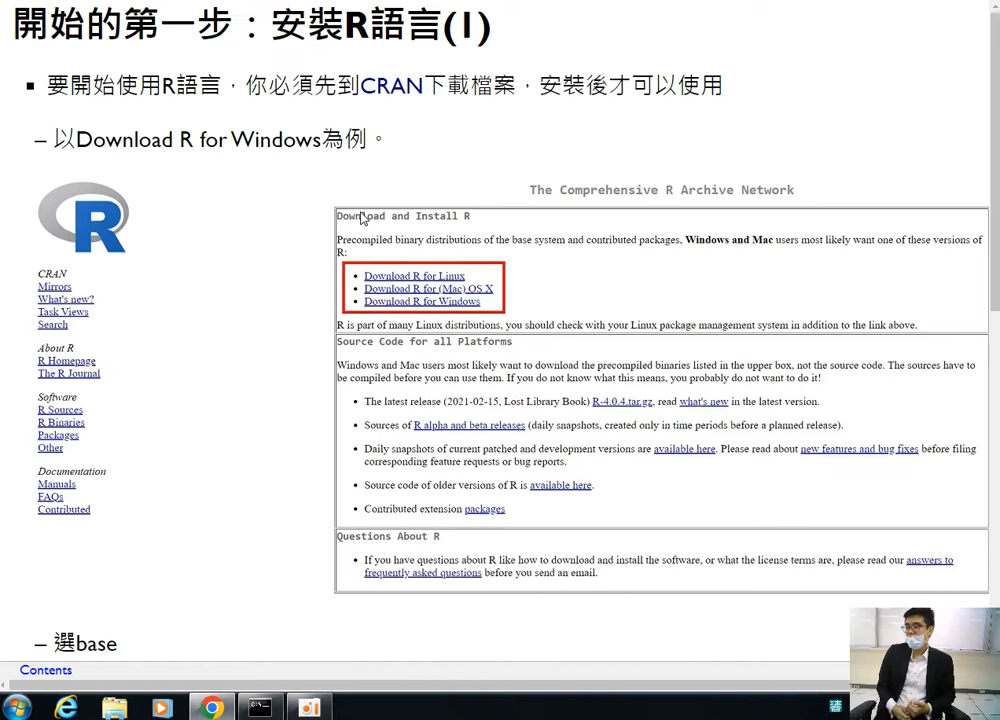 開始的第一步：安裝R語言(1)
▪ 要開始使用R語言，你必須先到CRAN下載檔案，安裝後才可以使用
– 以Download R for Windows為例。
R
CRAN
Mirrors
What's new?
Task Views
Search
About R
R Homepage
The R Journal
Software
R Sources
R Binaries
Packages
Other
Documentation
Manuals
FAQs
Contributed
The Comprehensive R Archive Network
Download and Install R
Precompiled binary distributions of the base system and contributed packages, Windows and Mac users most likely want one of these versions of
R:
• Download R for Linux
• Download R for (Mac) OS X
• Download R for Windows
R is part of many Linux distributions, you should check with your Linux package management system in addition to the link above.
Source Code for all Platforms
Windows and Mac users most likely want to download the precompiled binaries listed in the upper box, not the source code. The sources have to
be compiled before you can use them. If you do not know what this means, you probably do not want to do it!
• The latest release (2021-02-15, Lost Library Book) R-4.0.4.tar.gz, read what's new in the latest version.
• Sources of R alpha and beta releases (daily snapshots, created only in time periods before a planned release).
• Daily snapshots of current patched and development versions are available here. Please read about new features and bug fixes before filing
corresponding feature requests or bug reports.
• Source code of older versions of R is available here.
• Contributed extension packages
Questions About R
• If you have questions about R like how to download and install the software, or what the license terms are, please read our answers to
frequently asked questions before you send an email.
– 選base
Contents